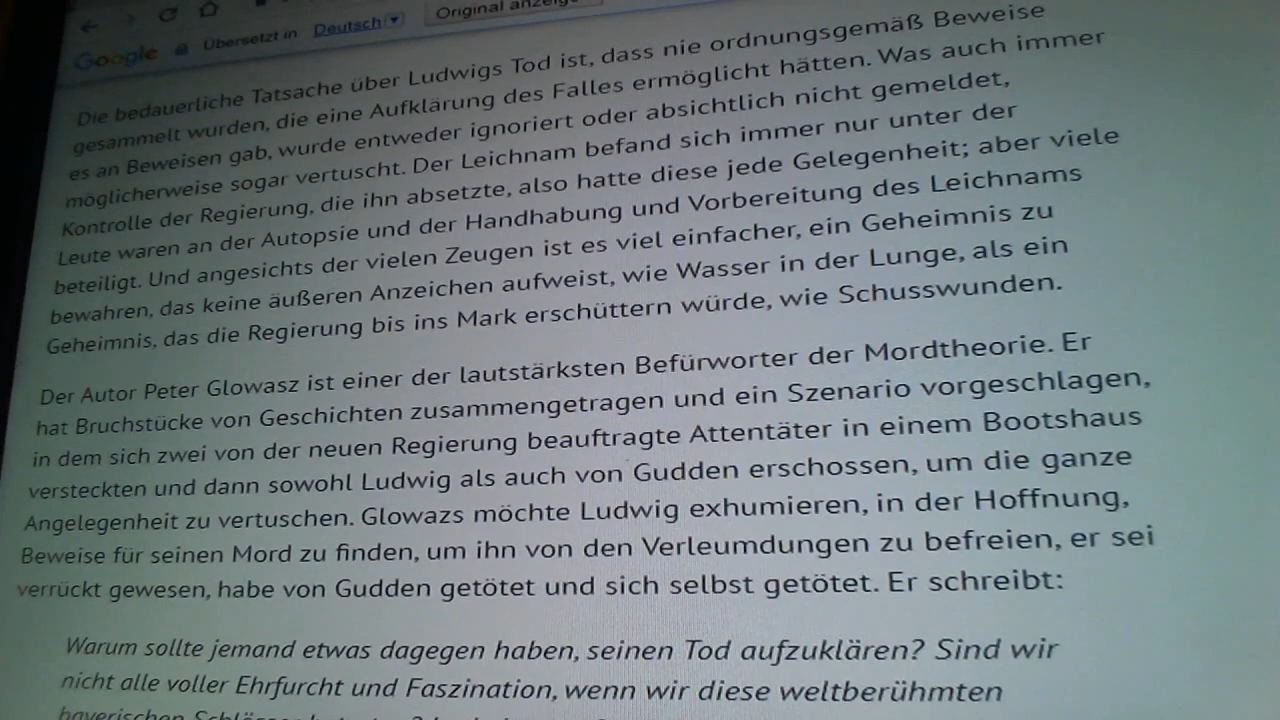 Google Übersetzt in Deutsch Original anzeigen
Die bedauerliche Tatsache über Ludwigs Tod ist, dass nie ordnungsgemäß Beweise
gesammelt wurden, die eine Aufklärung des Falles ermöglicht hätten. Was auch immer
es an Beweisen gab, wurde entweder ignoriert oder absichtlich nicht gemeldet,
möglicherweise sogar vertuscht. Der Leichnam befand sich immer nur unter der
Kontrolle der Regierung, die ihn absetzte, also hatte diese jede Gelegenheit; aber viele
Leute waren an der Autopsie und der Handhabung und Vorbereitung des Leichnams
beteiligt. Und angesichts der vielen Zeugen ist es viel einfacher, ein Geheimnis zu
bewahren, das keine äußeren Anzeichen aufweist, wie Wasser in der Lunge, als ein
Geheimnis, das die Regierung bis ins Mark erschüttern würde, wie Schusswunden.
Der Autor Peter Glowasz ist einer der lautstärksten Befürworter der Mordtheorie. Er
hat Bruchstücke von Geschichten zusammengetragen und ein Szenario vorgeschlagen,
in dem sich zwei von der neuen Regierung beauftragte Attentäter in einem Bootshaus
versteckten und dann sowohl Ludwig als auch von Gudden erschossen, um die ganze
Angelegenheit zu vertuschen. Glowazs möchte Ludwig exhumieren, in der Hoffnung,
Beweise für seinen Mord zu finden, um ihn von den Verleumdungen zu befreien, er sei
verrückt gewesen, habe von Gudden getötet und sich selbst getötet. Er schreibt:
Warum sollte jemand etwas dagegen haben, seinen Tod aufzuklären? Sind wir
nicht alle voller Ehrfurcht und Faszination, wenn wir diese weltberühmten
bayerischen